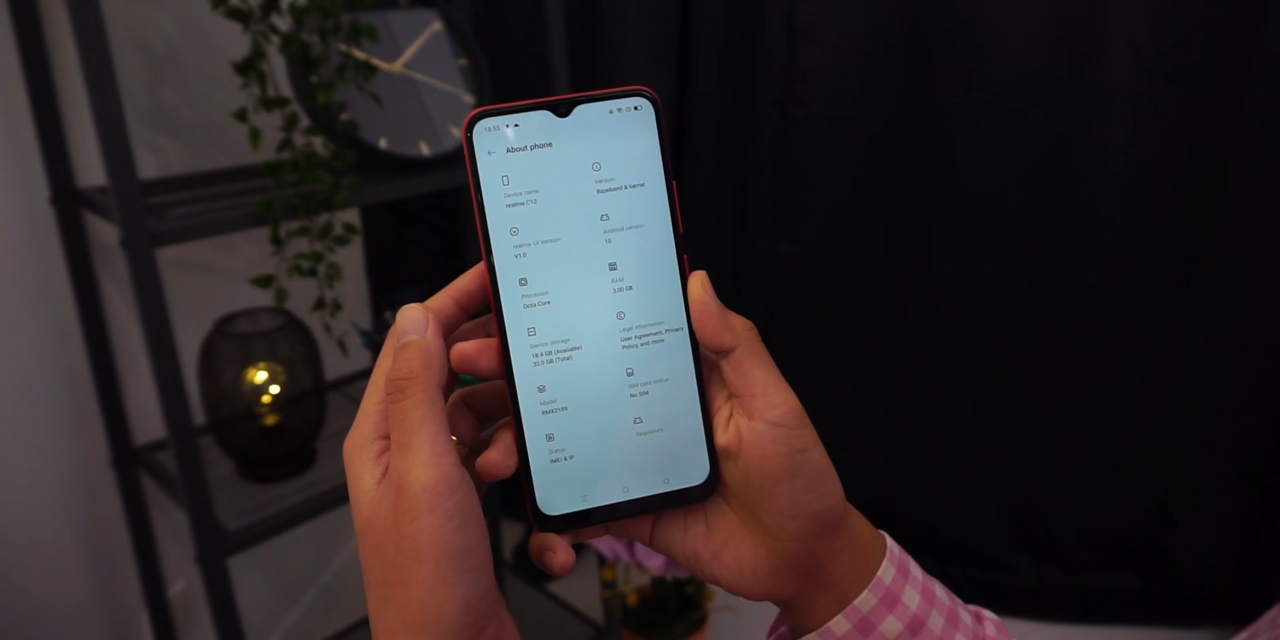 18:55
About phone
Device name
realme C12
Version
Baseband & kernel
realme UI Version
V1.0
Android version
10
Processor
Octa Core
RAM
3.00 GB
Device storage
18.4 GB (Available)
32.0 GB (Total)
Legal information
User Agreement, Privacy
Policy, and more
Model
RMX2189
SIM card status
No SIM
Status
IMEI & IP
Regulatory